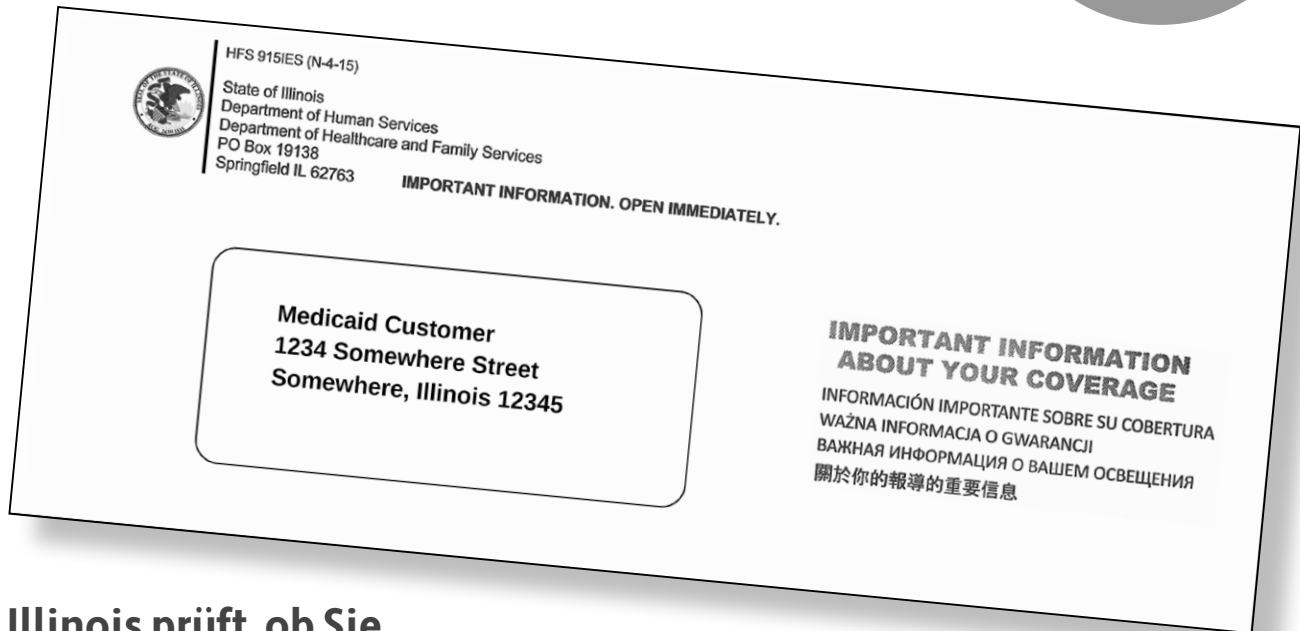 HFS 915IES (N-4-15)
State of Illinois
Department of Human Services
Department of Healthcare and Family Services
PO Box 19138
Springfield IL 62763
IMPORTANT INFORMATION. OPEN IMMEDIATELY.
Medicaid Customer
1234 Somewhere Street
Somewhere, Illinois 12345
IMPORTANT INFORMATION
ABOUT YOUR COVERAGE
INFORMACIÓN IMPORTANTE SOBRE SU COBERTURA
WAŻNA INFORMACJA O GWARANCJI
ВАЖНАЯ ИНФОРМАЦИЯ О ВАШЕМ ОСВЕЩЕНИЯ
關於你的報導的重要信息
Illinois prüft, ob Sie